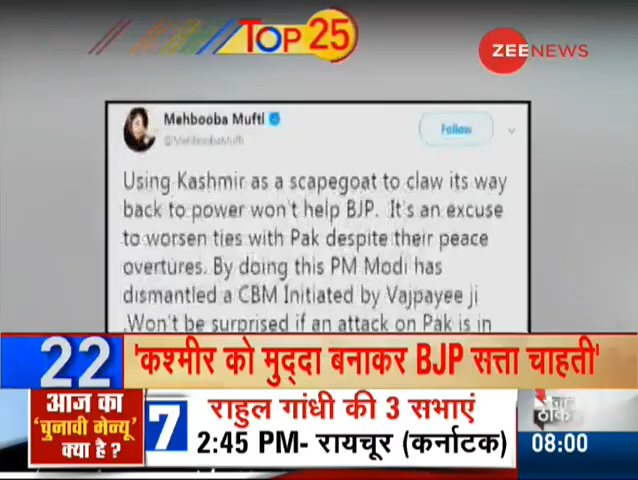 TOP 25
ZEE NEWS
Mehbooba Mufti
@MehboobaMufti
Follow
Using Kashmir as a scapegoat to claw its way
back to power won't help BJP. It's an excuse
to worsen ties with Pak despite their peace
overtures. By doing this PM Modi has
dismantled a CBM Initiated by Vajpayee ji
.Won't be surprised if an attack on Pak is in
22
'कश्मीर को मुद्दा बनाकर BJP सत्ता चाहती'
आज का
'चुनावी मेन्यू'
क्या है ?
7
राहुल गांधी की 3 सभाएं
2:45 PM- रायचूर (कर्नाटक)
ठोक
08:00